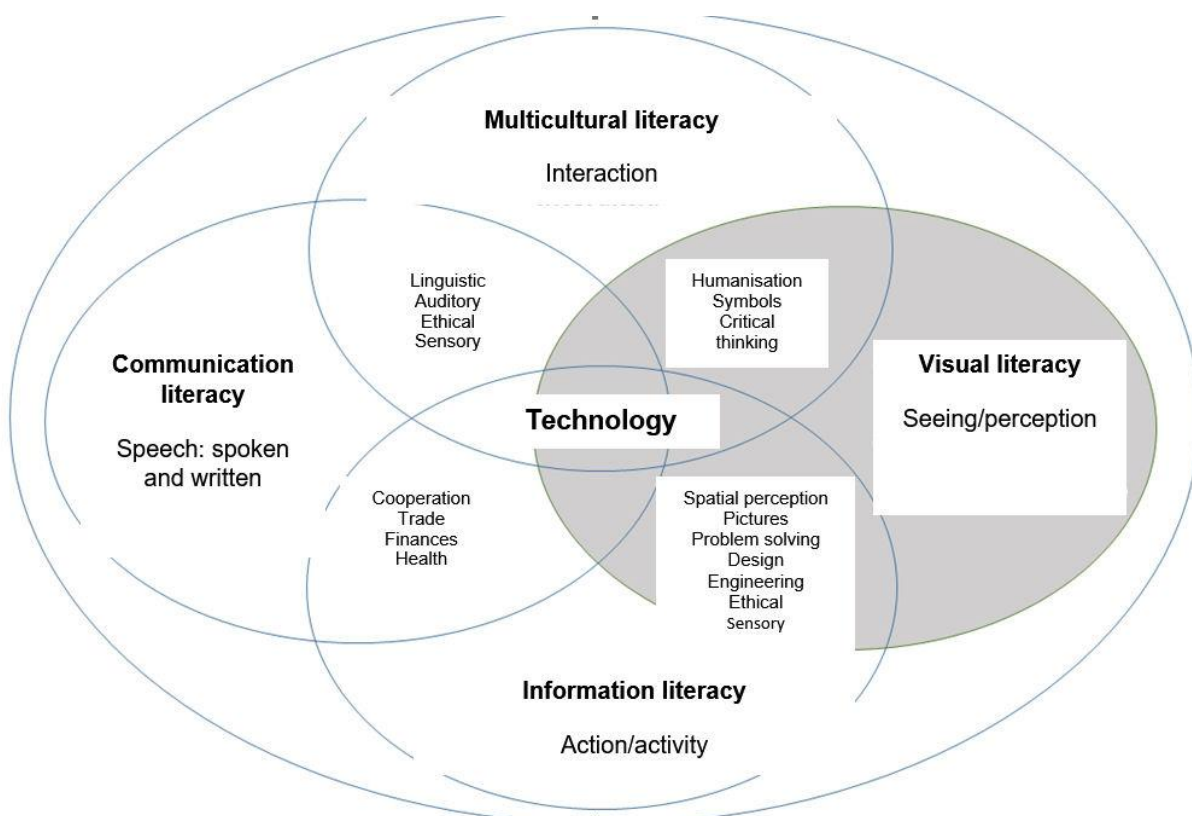 Multicultural literacy
Interaction
Linguistic
Auditory
Ethical
Sensory
Humanisation
Symbols
Critical
thinking
Communication
literacy
Speech: spoken
and written
Visual literacy
Seeing/perception
Technology
Cooperation
Trade
Finances
Health
Spatial perception
Pictures
Problem solving
Design
Engineering
Ethical
Sensory
Information literacy
Action/activity